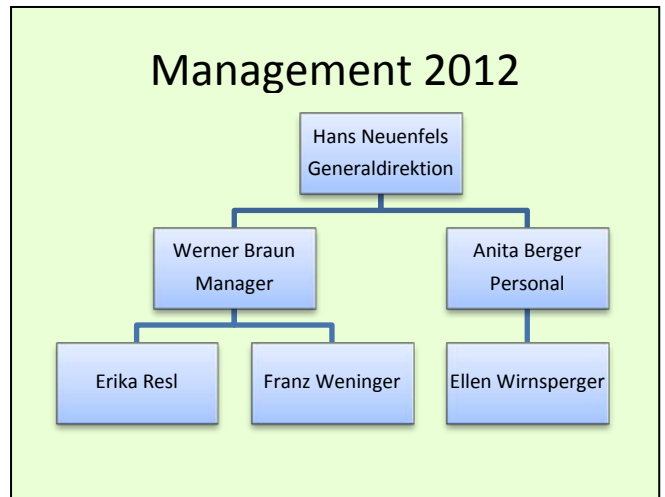 Management 2012
Hans Neuenfels
Generaldirektion
Werner Braun
Manager
Anita Berger
Personal
Erika Resl
Franz Weninger
Ellen Wirnsperger